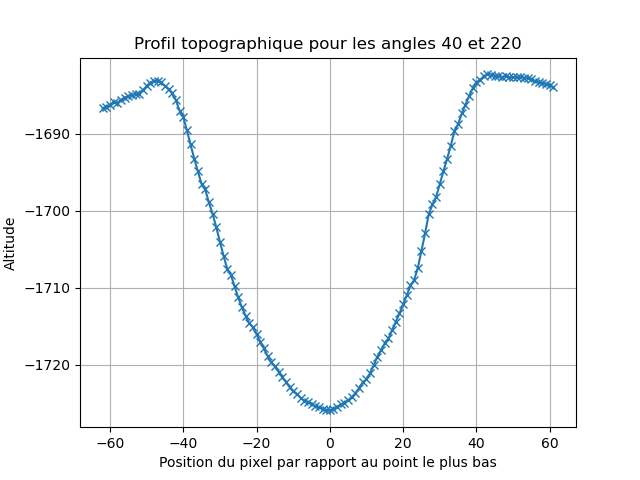 Profil topographique pour les angles 40 et 220
Altitude
−1690
−1700
−1710
−1720
−60 −40 −20 0 20 40 60
Position du pixel par rapport au point le plus bas